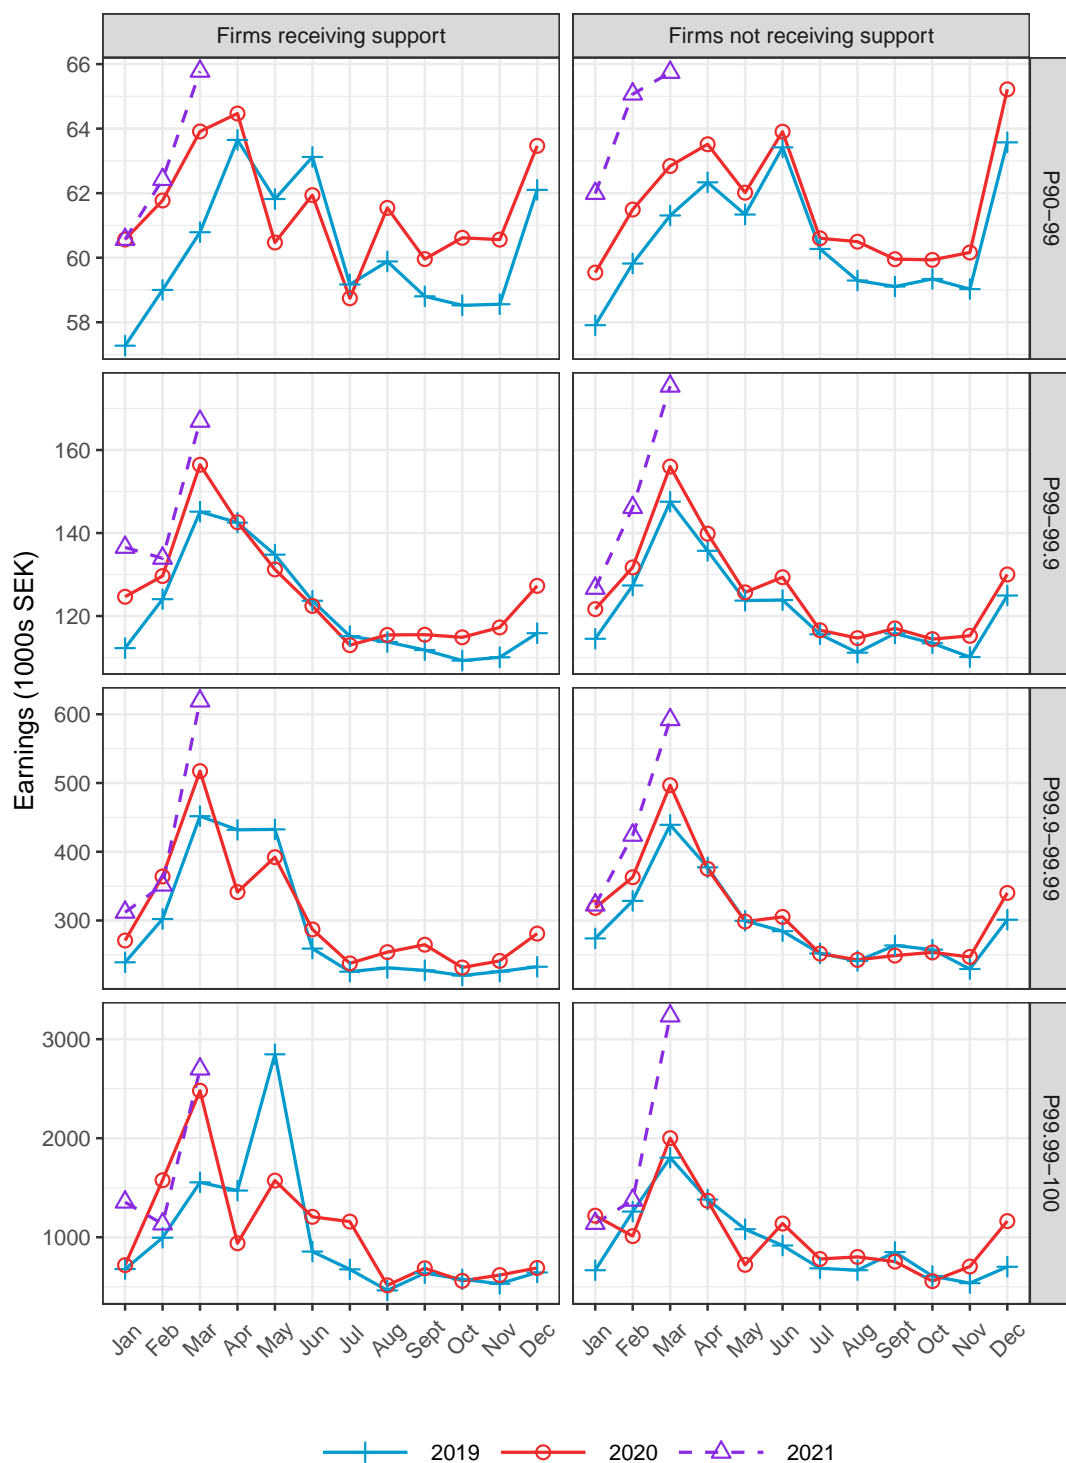 Firms receiving support
Firms not receiving support
66
64
62
60
58
P90−99
160
140
120
P99−99.9
600
500
400
300
P99.9−99.99
3000
2000
1000
P99.99−100
Earnings (1000s SEK)
Jan Feb Mar Apr May Jun Jul Aug Sept Oct Nov Dec
Jan Feb Mar Apr May Jun Jul Aug Sept Oct Nov Dec
2019 2020 2021